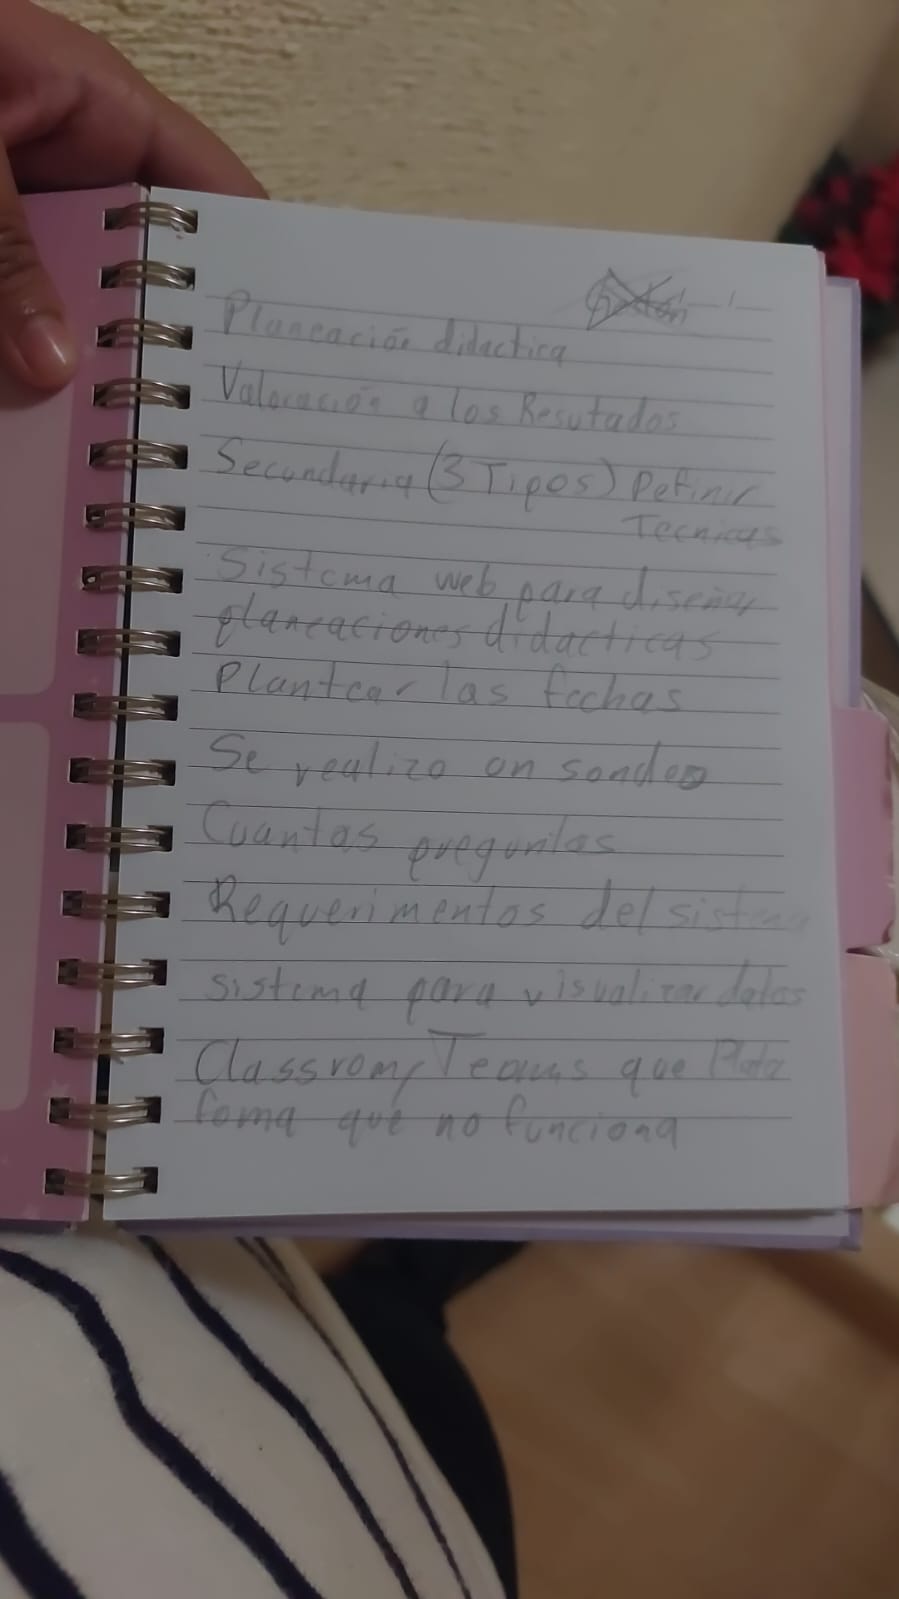 Planeación didactica
Valoración a los Resutados
Secundaria (3 Tipos) Definir
Tecnicas
Sistema web para diseñar
planeaciones didacticas
Plantear las fechas
Se realizo un sondeo
Cuantas preguntas
Requerimentos del sistema
sistema para visualizar datos
Classrom, Teams que Plata
foma que no funciona